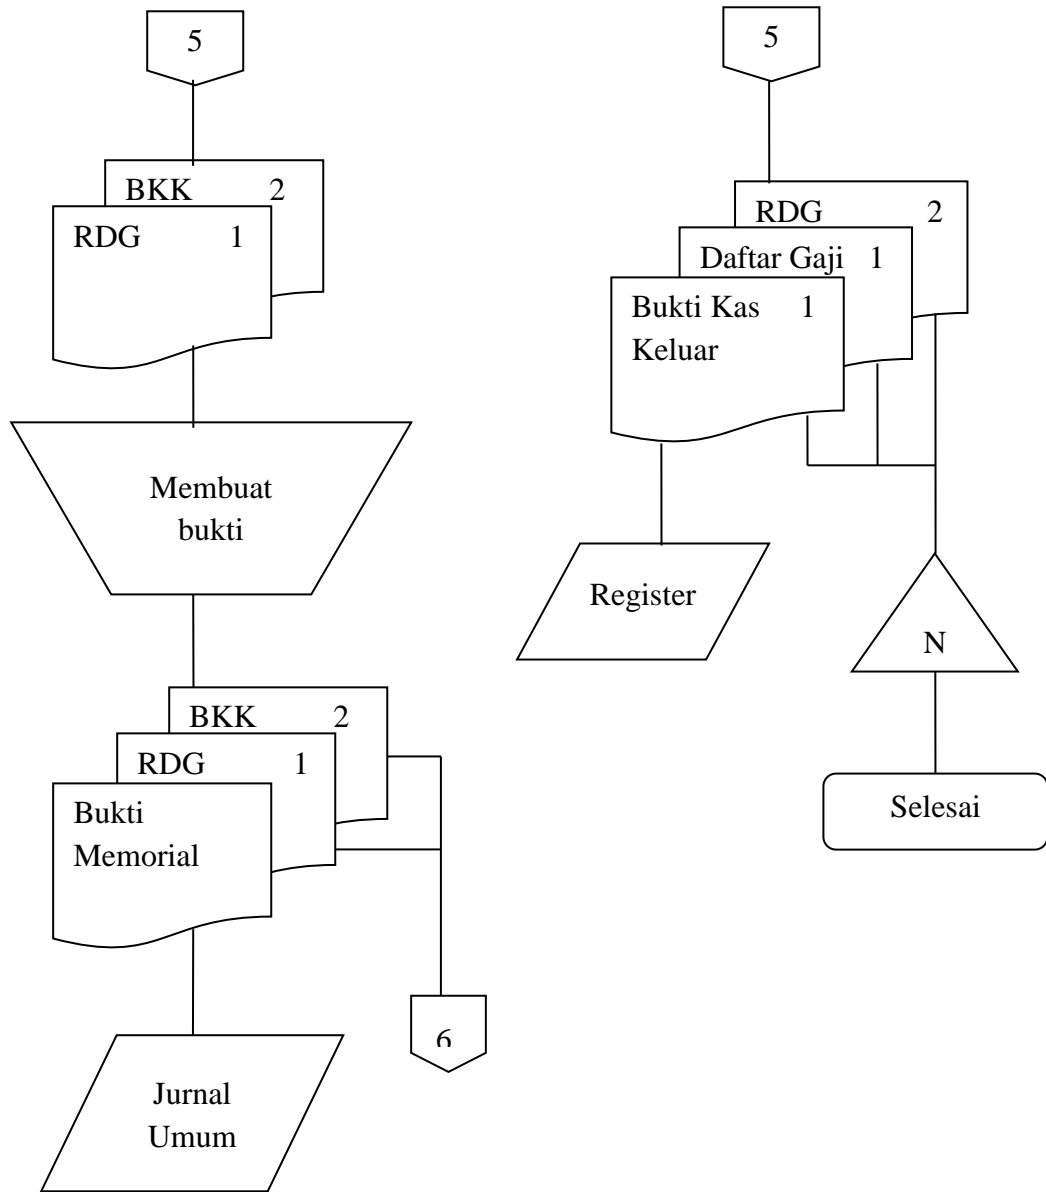 5
BKK 2
RDG 1
Membuat
bukti
BKK 2
RDG 1
Bukti
Memorial
6
Jurnal
Umum
5
RDG 2
Daftar Gaji 1
Bukti Kas 1
Keluar
Register
N
Selesai